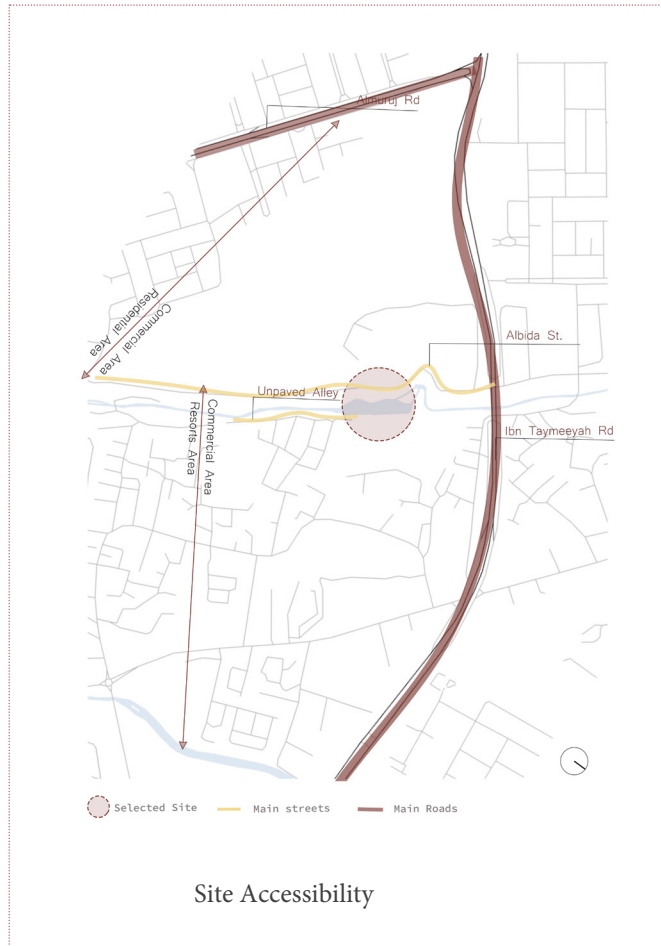 Almuruj Rd
Residential Area
Commercial Area
Albida St.
Unpaved Alley
Commercial Area
Resorts Area
Ibn Taymeeyah Rd
Selected Site
Main streets
Main Roads
Site Accessibility